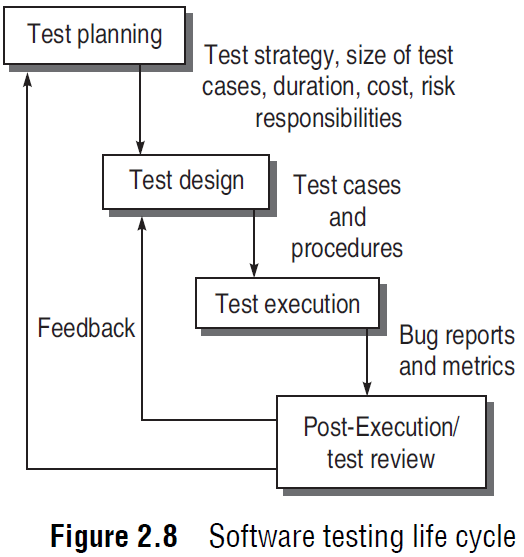 Test planning
Test strategy, size of test
cases, duration, cost, risk
responsibilities
Test design
Test cases
and
procedures
Test execution
Feedback
Bug reports
and metrics
Post-Execution/
test review
Figure 2.8 Software testing life cycle